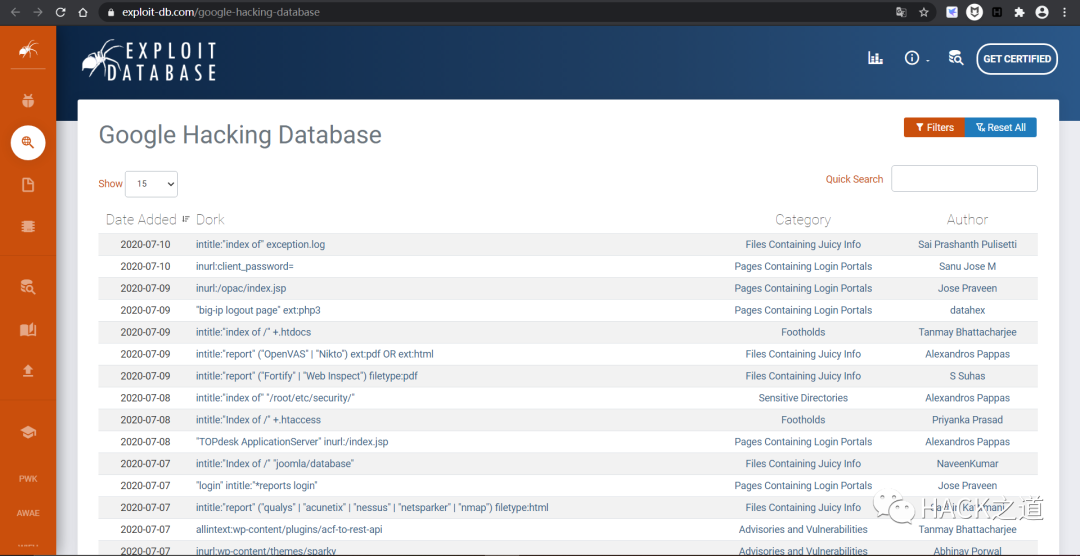 exploit-db.com/google-hacking-database
EXPLOIT
DATABASE
GET CERTIFIED
Google Hacking Database
Filters Reset All
Show 15 Quick Search
Date Added Dork Category Author
2020-07-10 intitle:"index of" exception.log Files Containing Juicy Info Sai Prashanth Pulisetti
2020-07-10 inurl:client_password= Pages Containing Login Portals Sanu Jose M
2020-07-09 inurl:/opac/index.jsp Pages Containing Login Portals Jose Praveen
2020-07-09 "big-ip logout page" ext:php3 Pages Containing Login Portals datahex
2020-07-09 intitle:"index of /" +.htdocs Footholds Tanmay Bhattacharjee
2020-07-09 intitle:"report" ("OpenVAS" | "Nikto") ext:pdf OR ext:html Files Containing Juicy Info Alexandros Pappas
2020-07-09 intitle:"report" ("Fortify" | "Web Inspect") filetype:pdf Files Containing Juicy Info S Suhas
2020-07-08 intitle:"index of" "/root/etc/security/" Sensitive Directories Alexandros Pappas
2020-07-08 intitle:"Index of /" +.htaccess Footholds Priyanka Prasad
2020-07-08 "TOPdesk ApplicationServer" inurl:/index.jsp Pages Containing Login Portals Alexandros Pappas
2020-07-07 intitle:"Index of /" "joomla/database" Files Containing Juicy Info NaveenKumar
2020-07-07 "login" intitle:"*reports login" Pages Containing Login Portals Jose Praveen
PWK
2020-07-07 intitle:"report" ("qualys" | "acunetix" | "nessus" | "netsparker" | "nmap") filetype:html Files Containing Juicy Info
AWAE
HACK之道
2020-07-07 allintext:wp-content/plugins/acf-to-rest-api Advisories and Vulnerabilities Tanmay Bhattacharjee
2020-07-07 inurl:wp-content/themes/sparky Advisories and Vulnerabilities Abhinav Porwal